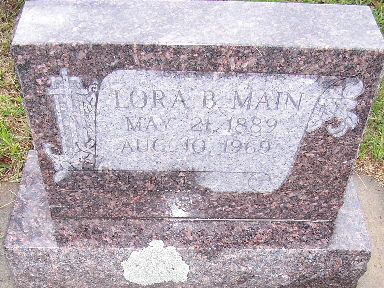 LORA B. MAIN
MAY 21, 1889
AUG. 10, 1969